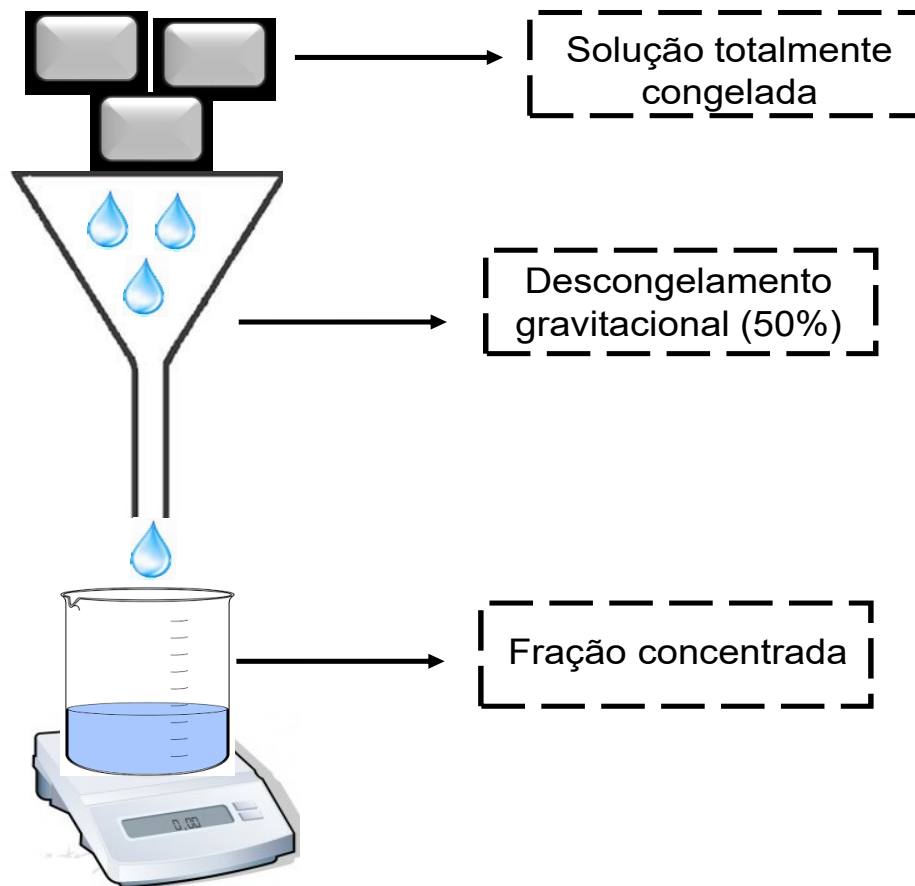 Solução totalmente
congelada
Descongelamento
gravitacional (50%)
Fração concentrada
0.00